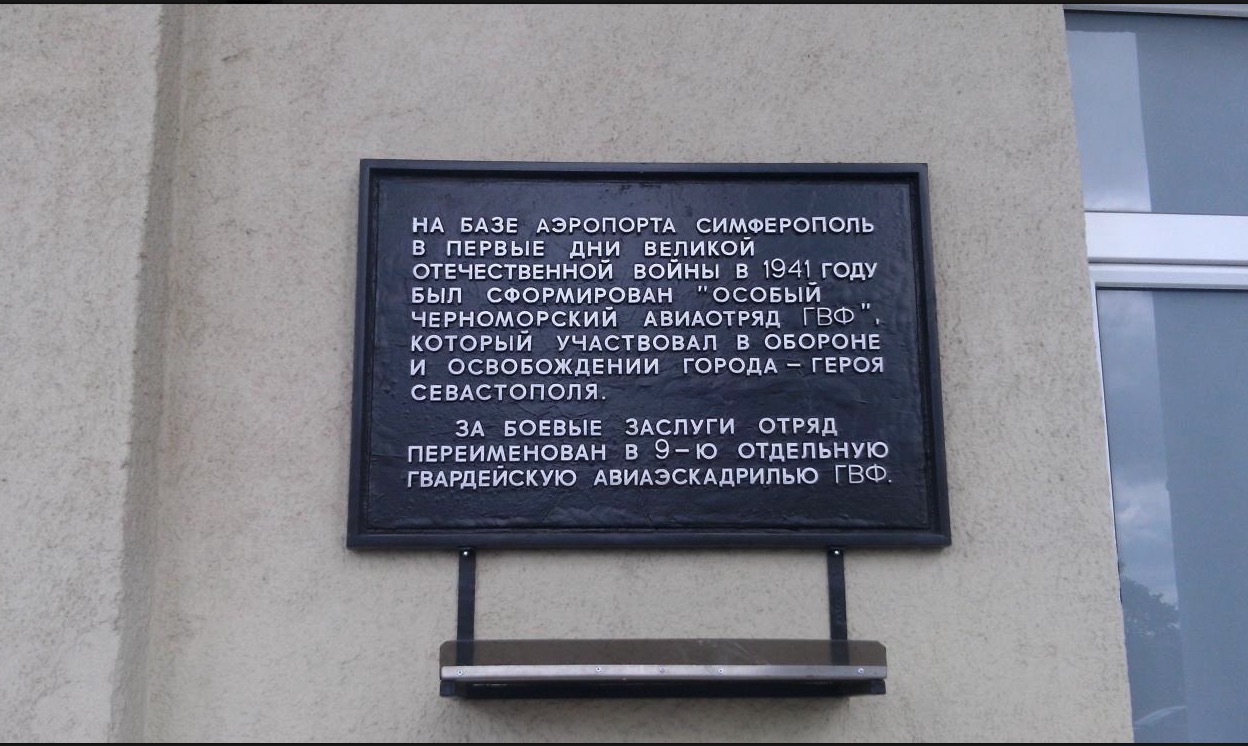 НА БАЗЕ АЭРОПОРТА СИМФЕРОПОЛЬ
В ПЕРВЫЕ ДНИ ВЕЛИКОЙ
ОТЕЧЕСТВЕННОЙ ВОЙНЫ В 1941 ГОДУ
БЫЛ СФОРМИРОВАН "ОСОБЫЙ
ЧЕРНОМОРСКИЙ АВИАОТРЯД ГВФ",
КОТОРЫЙ УЧАСТВОВАЛ В ОБОРОНЕ
И ОСВОБОЖДЕНИИ ГОРОДА – ГЕРОЯ
СЕВАСТОПОЛЯ.
ЗА БОЕВЫЕ ЗАСЛУГИ ОТРЯД
ПЕРЕИМЕНОВАН В 9–Ю ОТДЕЛЬНУЮ
ГВАРДЕЙСКУЮ АВИАЭСКАДРИЛЬЮ ГВФ.